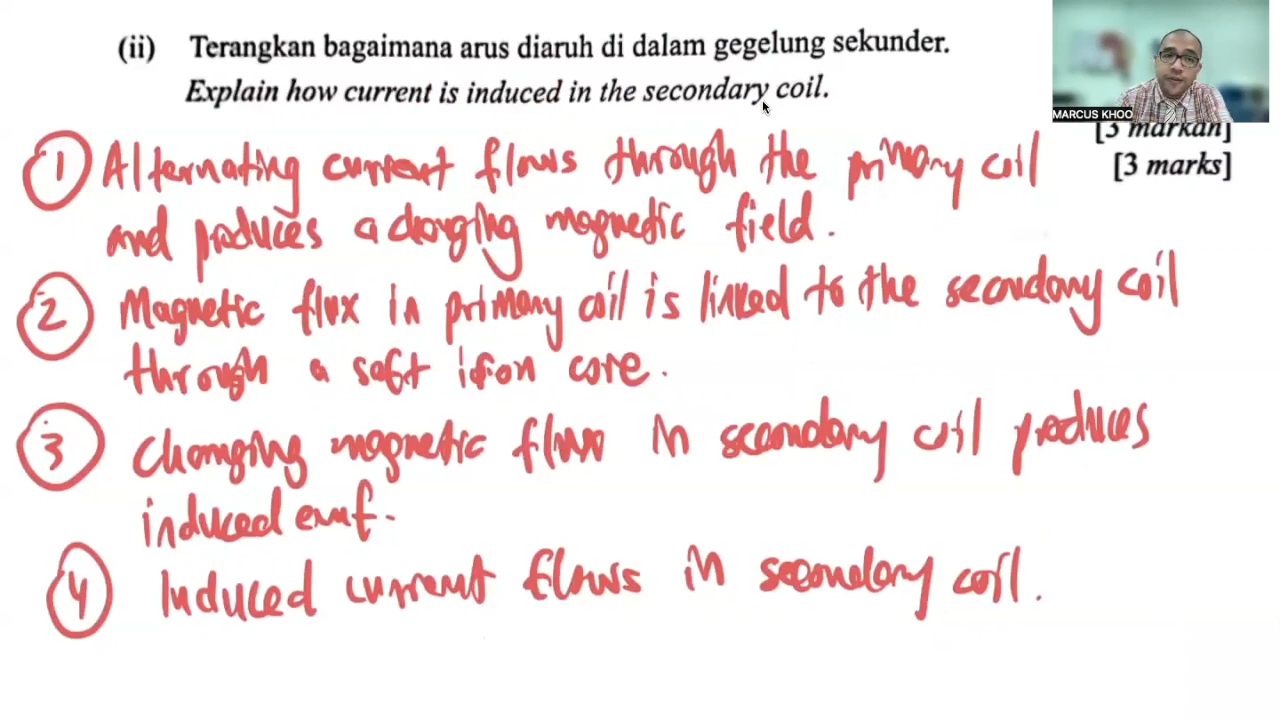 (ii) Terangkan bagaimana arus diaruh di dalam gegelung sekunder.
Explain how current is induced in the secondary coil.
MARCUS KHOO
[3 markah]
[3 marks]
1 Alternating current flows through the primary coil
and produces a changing magnetic field.
2 Magnetic flux in primary coil is linked to the secondary coil
through a soft iron core.
3 Changing magnetic flux in secondary coil produces
induced emf.
4 Induced current flows in secondary coil.